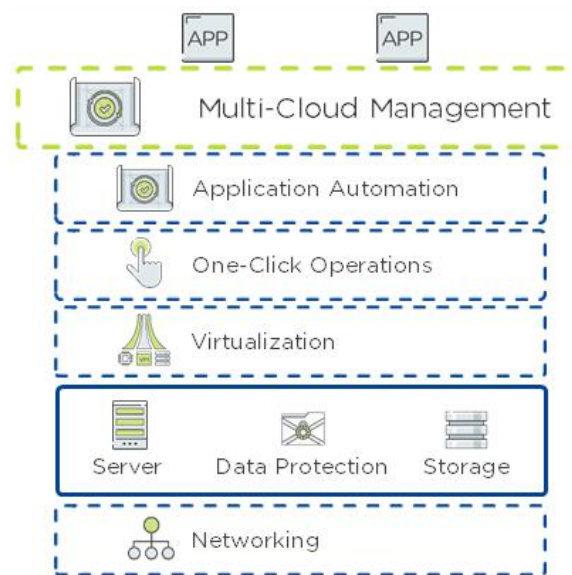 APP APP
Multi-Cloud Management
Application Automation
One-Click Operations
Virtualization
Server Data Protection Storage
Networking